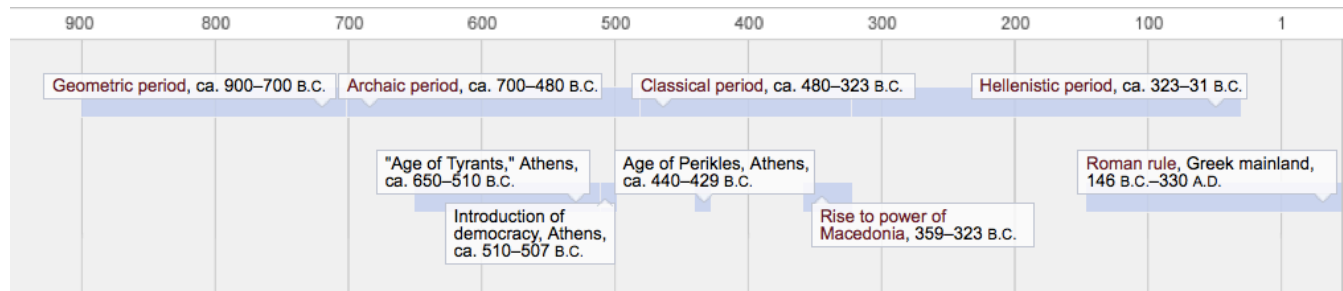 900 800 700 600 500 400 300 200 100 1
Geometric period, ca. 900–700 B.C.
Archaic period, ca. 700–480 B.C.
Classical period, ca. 480–323 B.C.
Hellenistic period, ca. 323–31 B.C.
"Age of Tyrants," Athens,
ca. 650–510 B.C.
Introduction of
democracy, Athens,
ca. 510–507 B.C.
Age of Perikles, Athens,
ca. 440–429 B.C.
Rise to power of
Macedonia, 359–323 B.C.
Roman rule, Greek mainland,
146 B.C.–330 A.D.